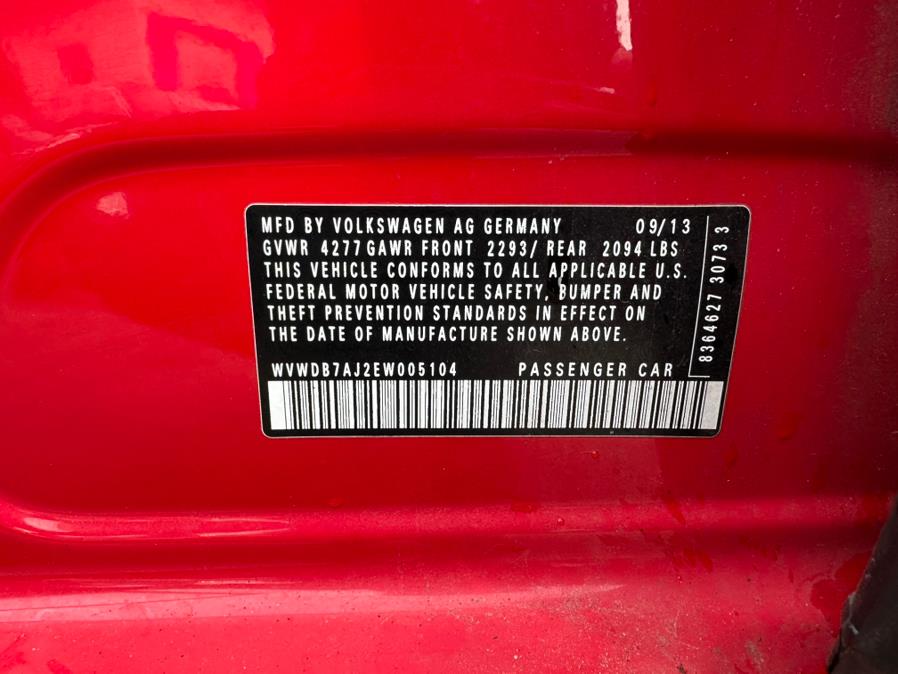 MFD BY VOLKSWAGEN AG GERMANY 09/13
GVWR 4277 GAWR FRONT 2293/ REAR 2094 LBS
THIS VEHICLE CONFORMS TO ALL APPLICABLE U.S.
FEDERAL MOTOR VEHICLE SAFETY, BUMPER AND
THEFT PREVENTION STANDARDS IN EFFECT ON
THE DATE OF MANUFACTURE SHOWN ABOVE.
WVWDB7AJ2EW005104 PASSENGER CAR
8364627 3073 3